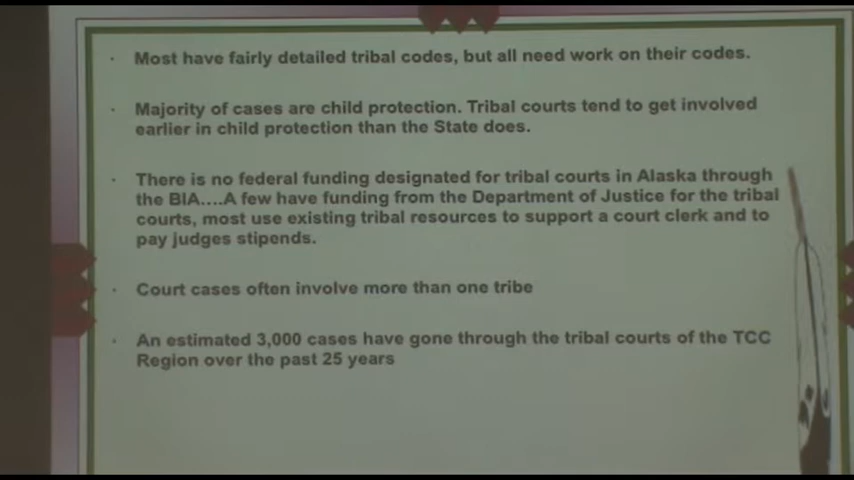 · Most have fairly detailed tribal codes, but all need work on their codes.
· Majority of cases are child protection. Tribal courts tend to get involved
earlier in child protection than the State does.
· There is no federal funding designated for tribal courts in Alaska through
the BIA....A few have funding from the Department of Justice for the tribal
courts, most use existing tribal resources to support a court clerk and to
pay judges stipends.
· Court cases often involve more than one tribe
· An estimated 3,000 cases have gone through the tribal courts of the TCC
Region over the past 25 years